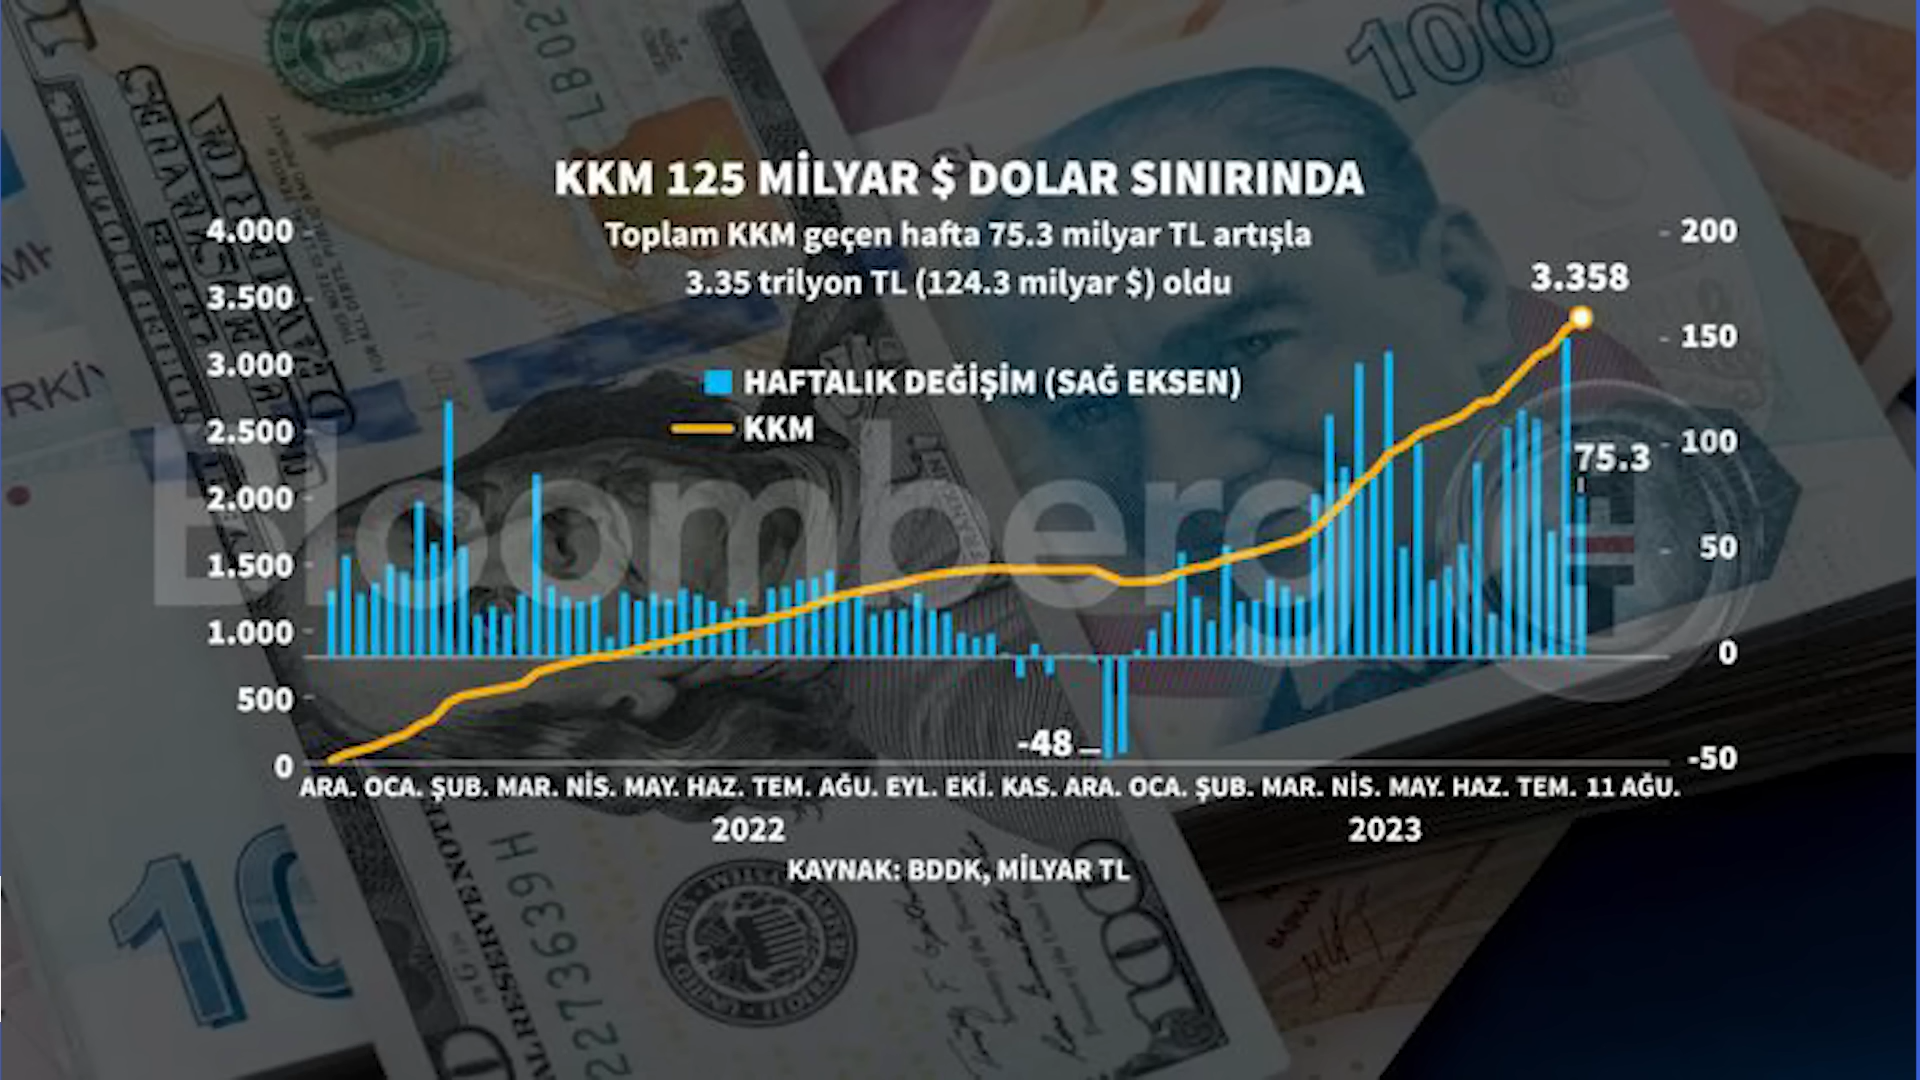 KKM 125 MİLYAR $ DOLAR SINIRINDA
Toplam KKM geçen hafta 75.3 milyar TL artışla
3.35 trilyon TL (124.3 milyar $) oldu
HAFTALIK DEĞİŞİM (SAĞ EKSEN)
KKM
4.000
3.500
3.000
2.500
2.000
1.500
1.000
500
0
200
150
100
50
0
-50
3.358
75.3
-48
ARA. OCA. ŞUB. MAR. NİS. MAY. HAZ. TEM. AĞU. EYL. EKİ. KAS. ARA. OCA. ŞUB. MAR. NİS. MAY. HAZ. TEM. 11 AĞU.
2022 2023
KAYNAK: BDDK, MİLYAR TL
Bloomberg HT
100